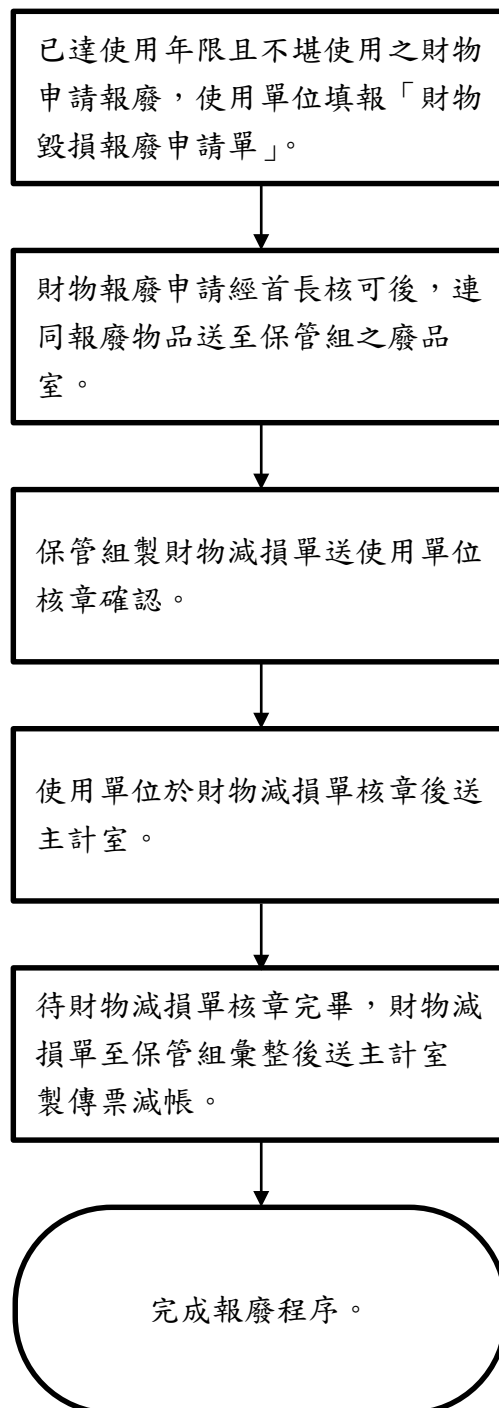 已達使用年限且不堪使用之財物
申請報廢，使用單位填報「財物
毀損報廢申請單」。
財物報廢申請經首長核可後，連
同報廢物品送至保管組之廢品
室。
保管組製財物減損單送使用單位
核章確認。
使用單位於財物減損單核章後送
主計室。
待財物減損單核章完畢，財物減
損單至保管組彙整後送主計室
製傳票減帳。
完成報廢程序。